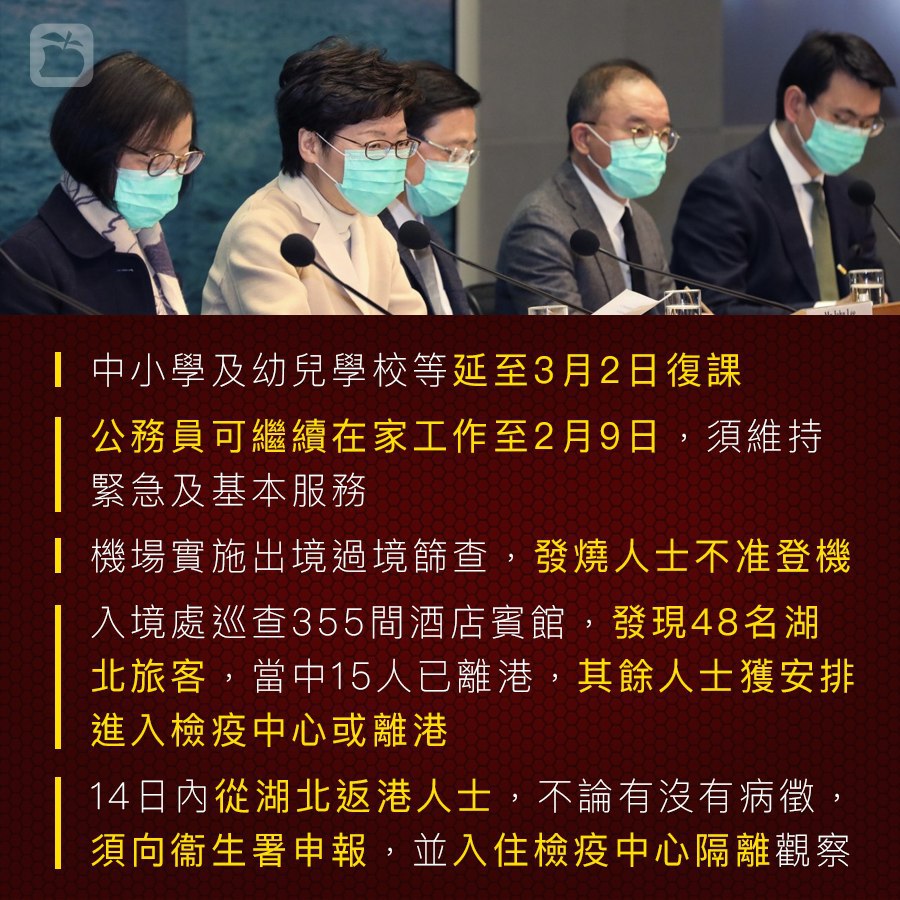 中小學及幼兒學校等延至3月2日復課
公務員可繼續在家工作至2月9日，須維持
緊急及基本服務
機場實施出境過境篩查，發燒人士不准登機
入境處巡查355間酒店賓館，發現48名湖
北旅客，當中15人已離港，其餘人士獲安排
進入檢疫中心或離港
14日內從湖北返港人士，不論有沒有病徵，
須向衞生署申報，並入住檢疫中心隔離觀察